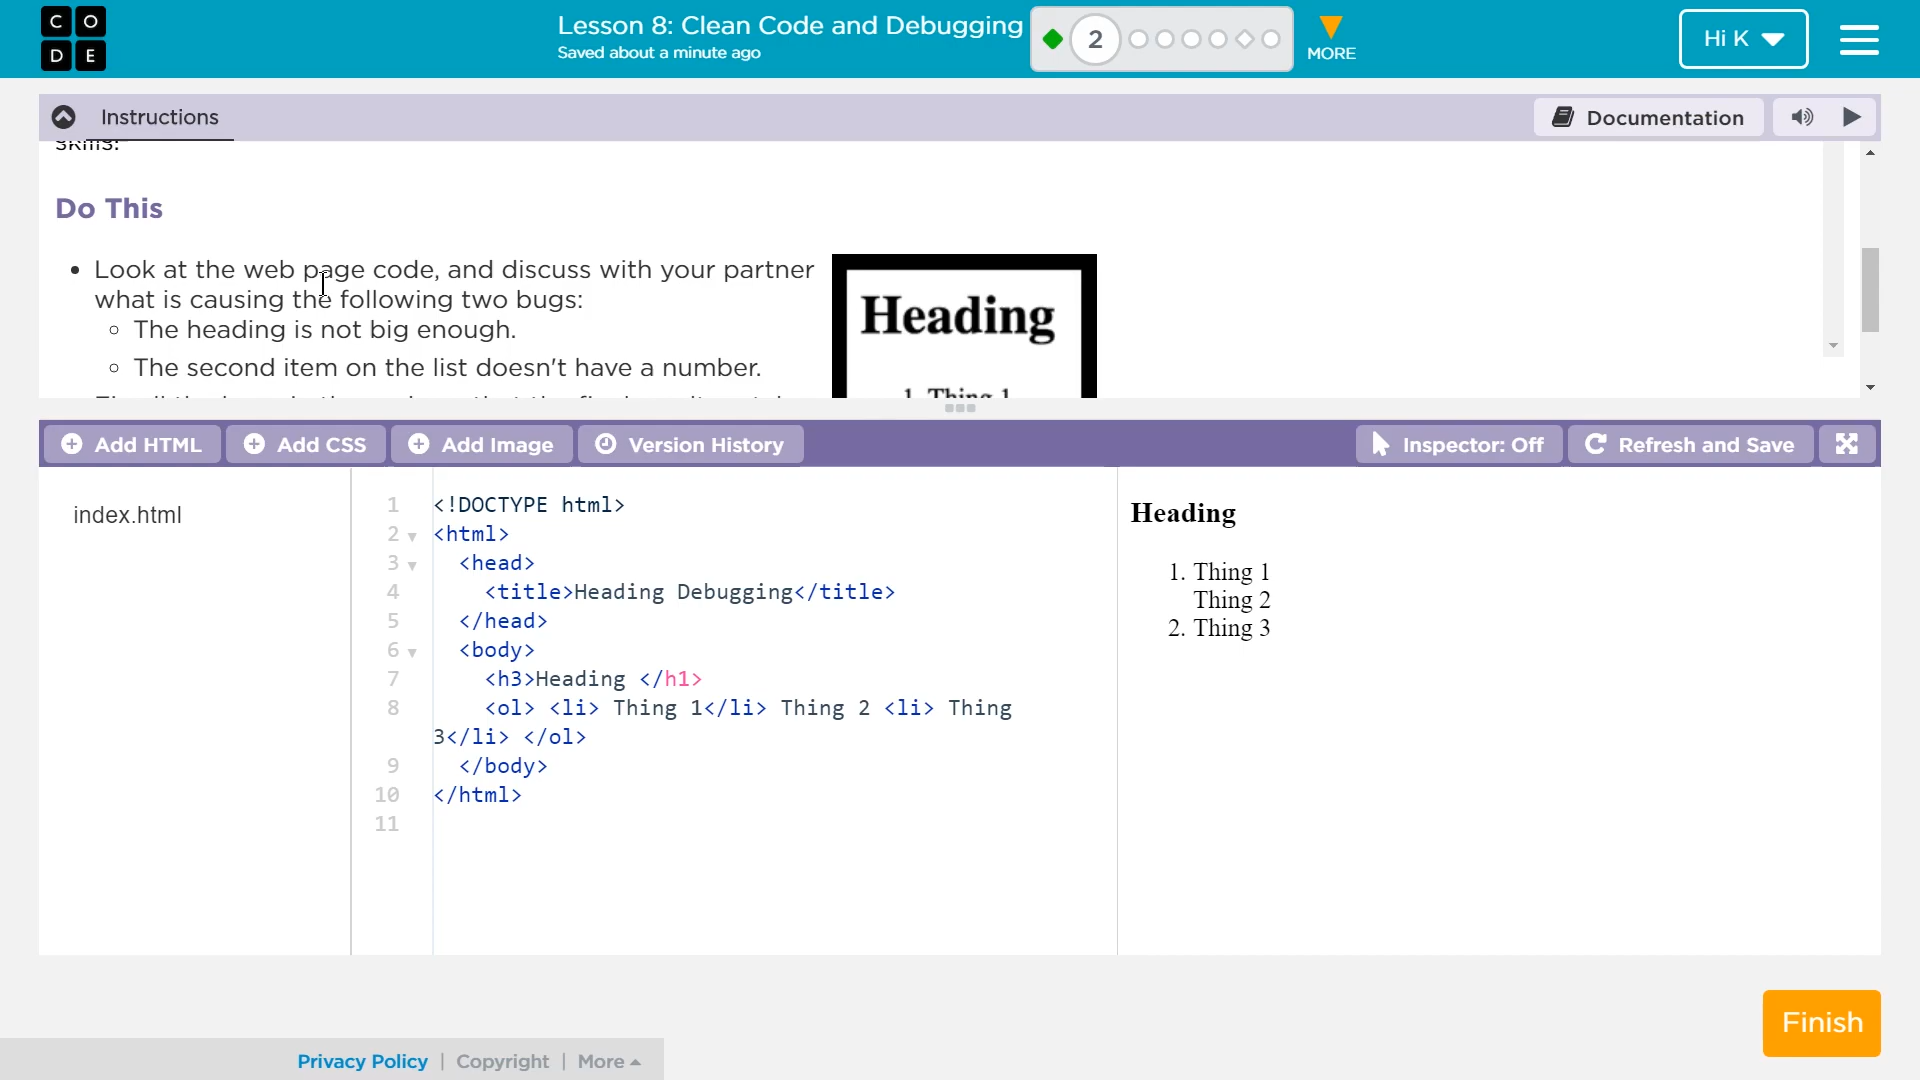 C O
D E
Lesson 8: Clean Code and Debugging
Saved about a minute ago
2
MORE
Hi K
Instructions
Documentation
skills:
Do This
Look at the web page code, and discuss with your partner
what is causing the following two bugs:
The heading is not big enough.
The second item on the list doesn't have a number.
Heading
1. Thing 1
Add HTML
Add CSS
Add Image
Version History
Inspector: Off
Refresh and Save
index.html
1 <!DOCTYPE html>
2 <html>
3 <head>
4 <title>Heading Debugging</title>
5 </head>
6 <body>
7 <h3>Heading </h1>
8 <ol> <li> Thing 1</li> Thing 2 <li> Thing
3</li> </ol>
9 </body>
10 </html>
11
Heading
1. Thing 1
Thing 2
2. Thing 3
Finish
Privacy Policy | Copyright | More